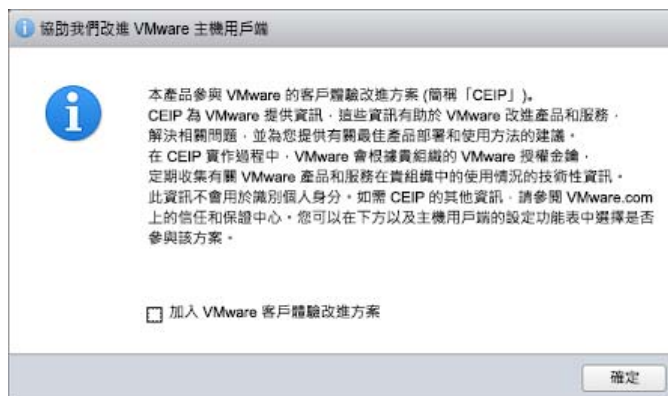 協助我們改進 VMware 主機用戶端
本產品參與 VMware 的客戶體驗改進方案 (簡稱「CEIP」)。
CEIP 為 VMware 提供資訊，這些資訊有助於 VMware 改進產品和服務，
解決相關問題，並為您提供有關最佳產品部署和使用方法的建議。
在 CEIP 實作過程中，VMware 會根據貴組織的 VMware 授權金鑰，
定期收集有關 VMware 產品和服務在貴組織中的使用情況的技術性資訊。
此資訊不會用於識別個人身分。如需 CEIP 的其他資訊，請參閱 VMware.com
上的信任和保證中心。您可以在下方以及主機用戶端的設定功能表中選擇是否
參與該方案。
加入 VMware 客戶體驗改進方案
確定